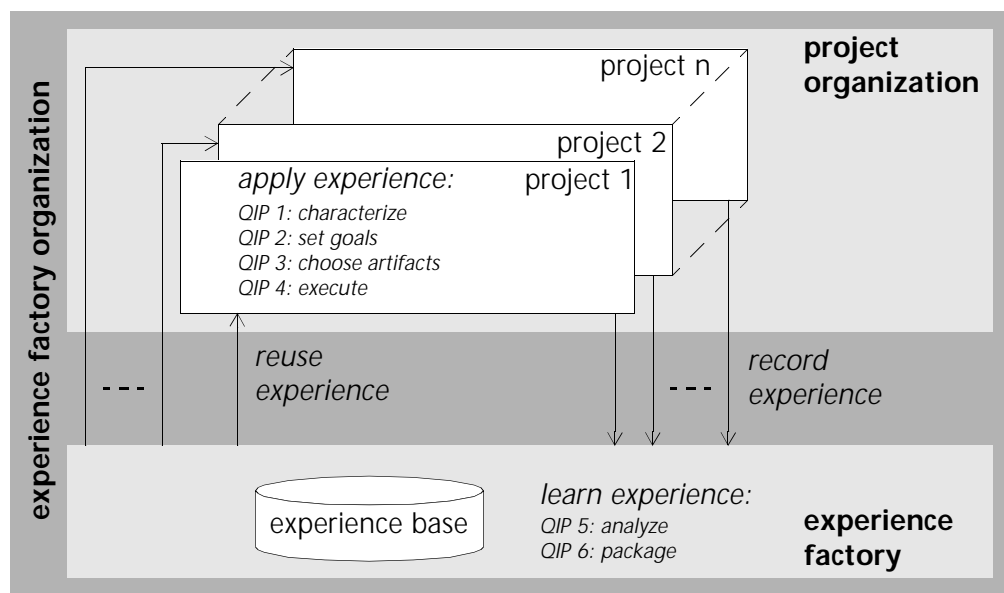 experience factory organization
project
organization
project n
project 2
project 1
apply experience:
QIP 1: characterize
QIP 2: set goals
QIP 3: choose artifacts
QIP 4: execute
reuse
experience
record
experience
experience base
learn experience:
QIP 5: analyze
QIP 6: package
experience
factory